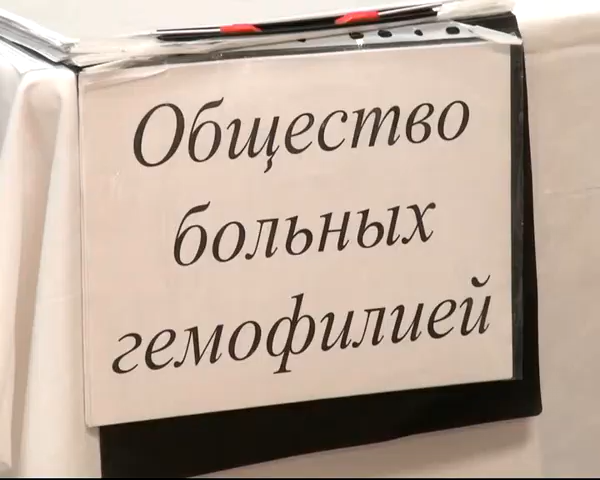 Общество
больных
гемофилией